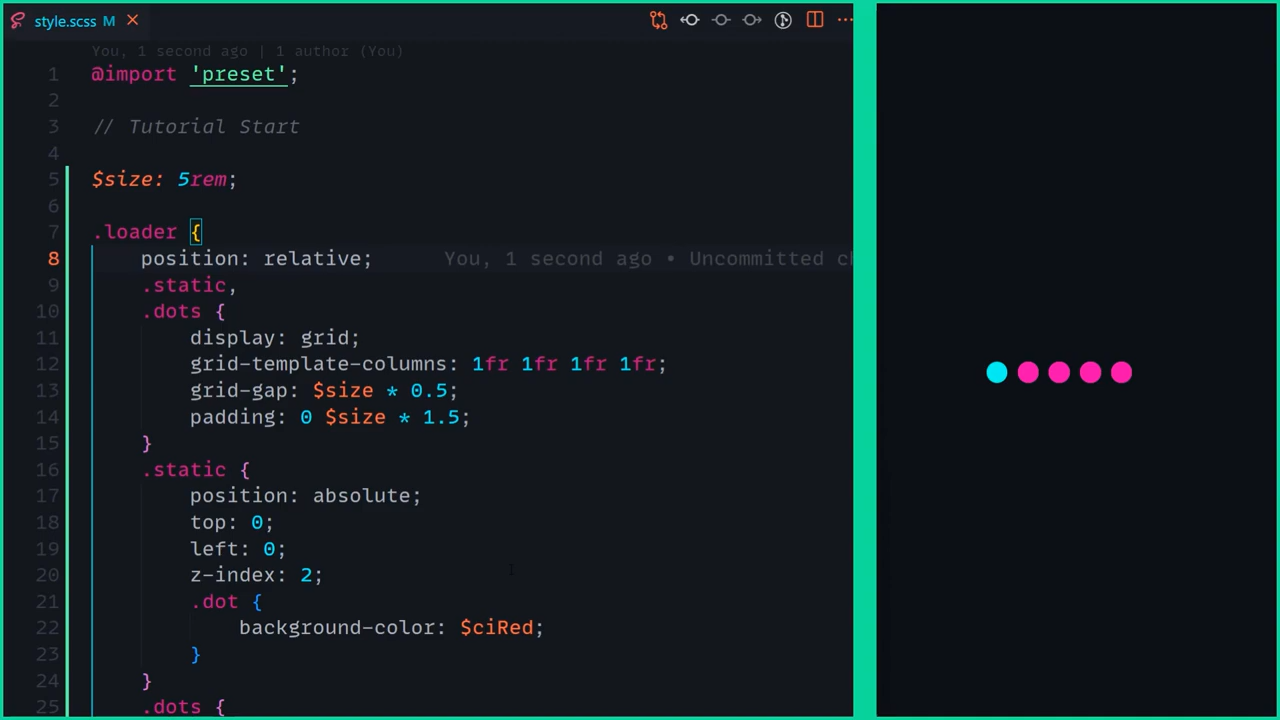 style.scss M
You, 1 second ago | 1 author (You)
1 @import 'preset';
2
3 // Tutorial Start
4
5 $size: 5rem;
6
7 .loader {
8 position: relative; You, 1 second ago • Uncommitted ch
9 .static,
10 .dots {
11 display: grid;
12 grid-template-columns: 1fr 1fr 1fr 1fr;
13 grid-gap: $size * 0.5;
14 padding: 0 $size * 1.5;
15 }
16 .static {
17 position: absolute;
18 top: 0;
19 left: 0;
20 z-index: 2;
21 .dot {
22 background-color: $ciRed;
23 }
24 }
25 .dots {